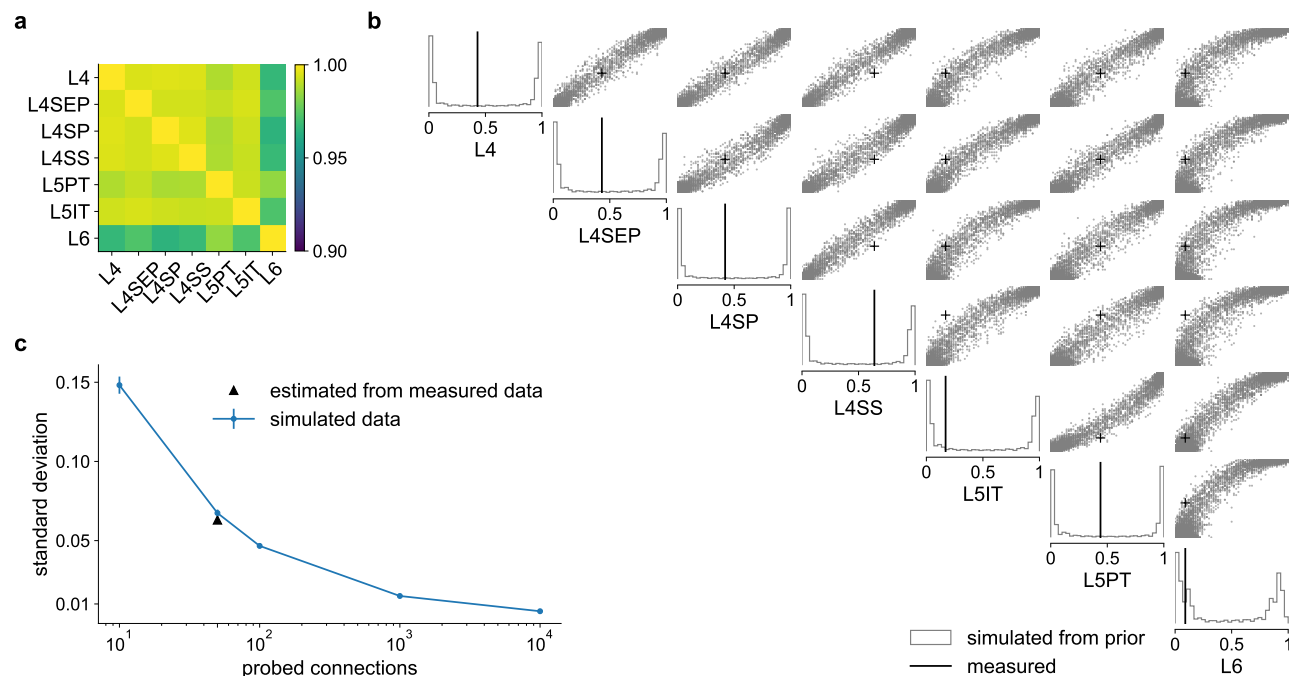 a
L4
L4SEP
L4SP
L4SS
L5PT
L5IT
L6
1.00
0.95
0.90
L4
L4SEP
L4SP
L4SS
L5PT
L5IT
L6
b
0 0.5 1
L4
0 0.5 1
L4SEP
0 0.5 1
L4SP
0 0.5 1
L4SS
0 0.5 1
L5IT
0 0.5 1
L5PT
0 0.5 1
L6
simulated from prior
measured
c
standard deviation
0.15
0.10
0.05
0.01
estimated from measured data
simulated data
10¹ 10² 10³ 10⁴
probed connections